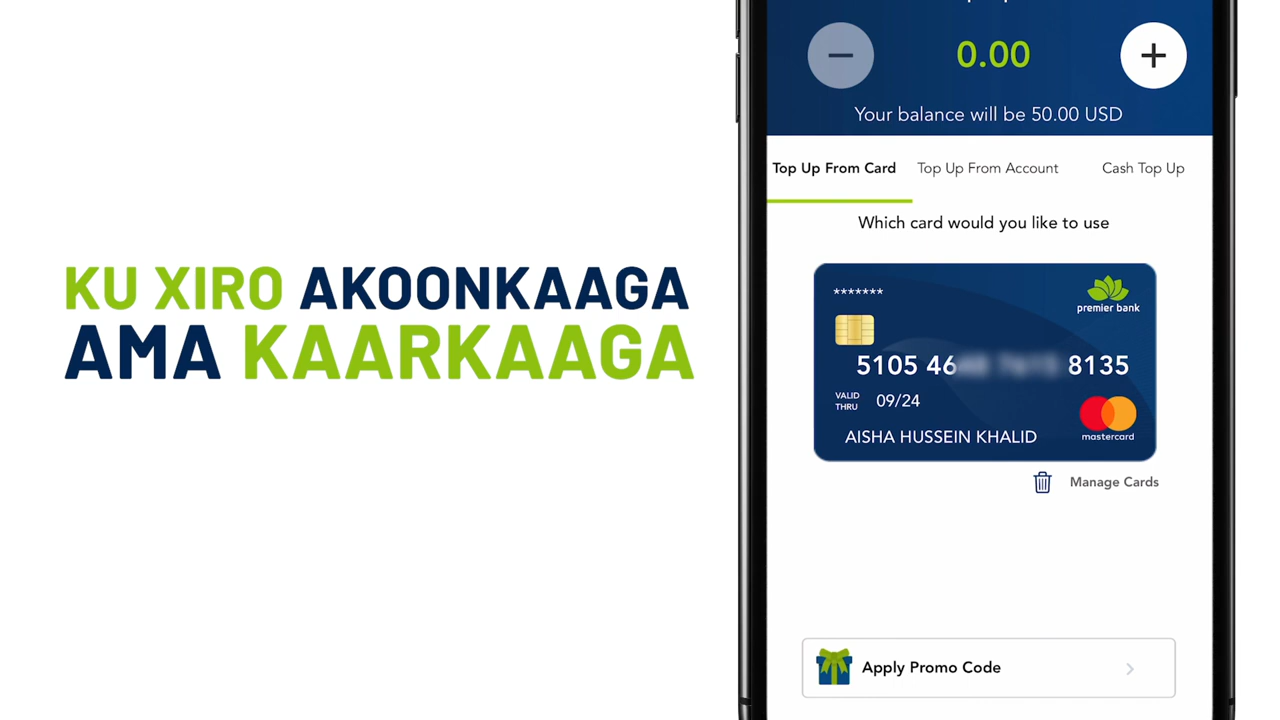 KU XIRO AKOONKAAGA
AMA KAARKAAGA
0.00
Your balance will be 50.00 USD
Top Up From Card
Top Up From Account
Cash Top Up
Which card would you like to use
*******
premier bank
5105 46
8135
VALID
THRU
09/24
AISHA HUSSEIN KHALID
mastercard
Manage Cards
Apply Promo Code